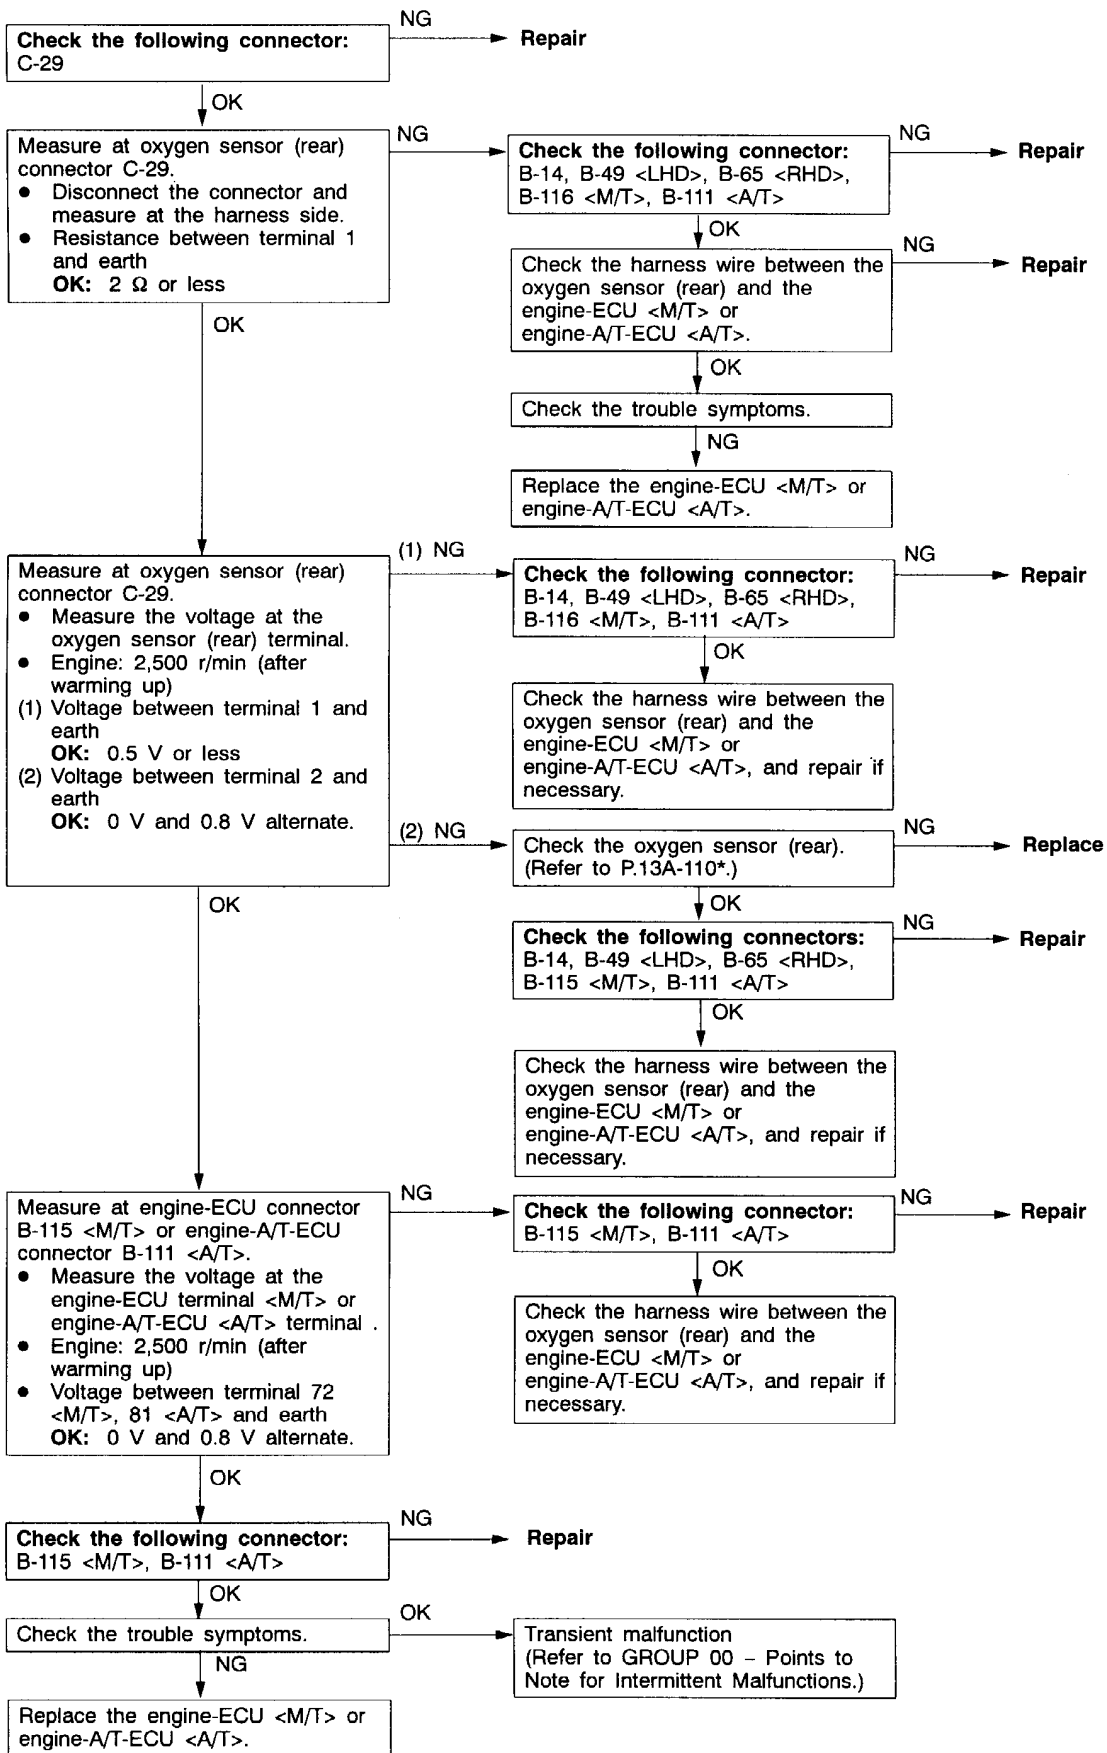 NG
Check the following connector:
C-29
Repair
OK
Measure at oxygen sensor (rear)
connector C-29.
● Disconnect the connector and
measure at the harness side.
● Resistance between terminal 1
and earth
OK: 2 Ω or less
NG
Check the following connector:
B-14, B-49 <LHD>, B-65 <RHD>,
B-116 <M/T>, B-111 <A/T>
NG
Repair
OK
Check the harness wire between the
oxygen sensor (rear) and the
engine-ECU <M/T> or
engine-A/T-ECU <A/T>.
NG
Repair
OK
Check the trouble symptoms.
NG
Replace the engine-ECU <M/T> or
engine-A/T-ECU <A/T>.
OK
Measure at oxygen sensor (rear)
connector C-29.
● Measure the voltage at the
oxygen sensor (rear) terminal.
● Engine: 2,500 r/min (after
warming up)
(1) Voltage between terminal 1 and
earth
OK: 0.5 V or less
(2) Voltage between terminal 2 and
earth
OK: 0 V and 0.8 V alternate.
(1) NG
Check the following connector:
B-14, B-49 <LHD>, B-65 <RHD>,
B-116 <M/T>, B-111 <A/T>
NG
Repair
OK
Check the harness wire between the
oxygen sensor (rear) and the
engine-ECU <M/T> or
engine-A/T-ECU <A/T>, and repair if
necessary.
(2) NG
Check the oxygen sensor (rear).
(Refer to P.13A-110*.)
NG
Replace
OK
Check the following connectors:
B-14, B-49 <LHD>, B-65 <RHD>,
B-115 <M/T>, B-111 <A/T>
NG
Repair
OK
Check the harness wire between the
oxygen sensor (rear) and the
engine-ECU <M/T> or
engine-A/T-ECU <A/T>, and repair if
necessary.
OK
Measure at engine-ECU connector
B-115 <M/T> or engine-A/T-ECU
connector B-111 <A/T>.
● Measure the voltage at the
engine-ECU terminal <M/T> or
engine-A/T-ECU <A/T> terminal .
● Engine: 2,500 r/min (after
warming up)
● Voltage between terminal 72
<M/T>, 81 <A/T> and earth
OK: 0 V and 0.8 V alternate.
NG
Check the following connector:
B-115 <M/T>, B-111 <A/T>
NG
Repair
OK
Check the harness wire between the
oxygen sensor (rear) and the
engine-ECU <M/T> or
engine-A/T-ECU <A/T>, and repair if
necessary.
OK
Check the following connector:
B-115 <M/T>, B-111 <A/T>
NG
Repair
OK
Check the trouble symptoms.
OK
Transient malfunction
(Refer to GROUP 00 – Points to
Note for Intermittent Malfunctions.)
NG
Replace the engine-ECU <M/T> or
engine-A/T-ECU <A/T>.